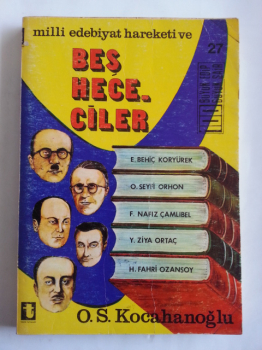 milli edebiyat hareketi ve
27
BEŞ
HECE-
CİLER
E. BEHİÇ KORYÜREK
O. SEYFİ ORHON
F. NAFIZ ÇAMLIBEL
Y. ZİYA ORTAÇ
H. FAHRİ OZANSOY
t
O. S. Kocahanoğlu